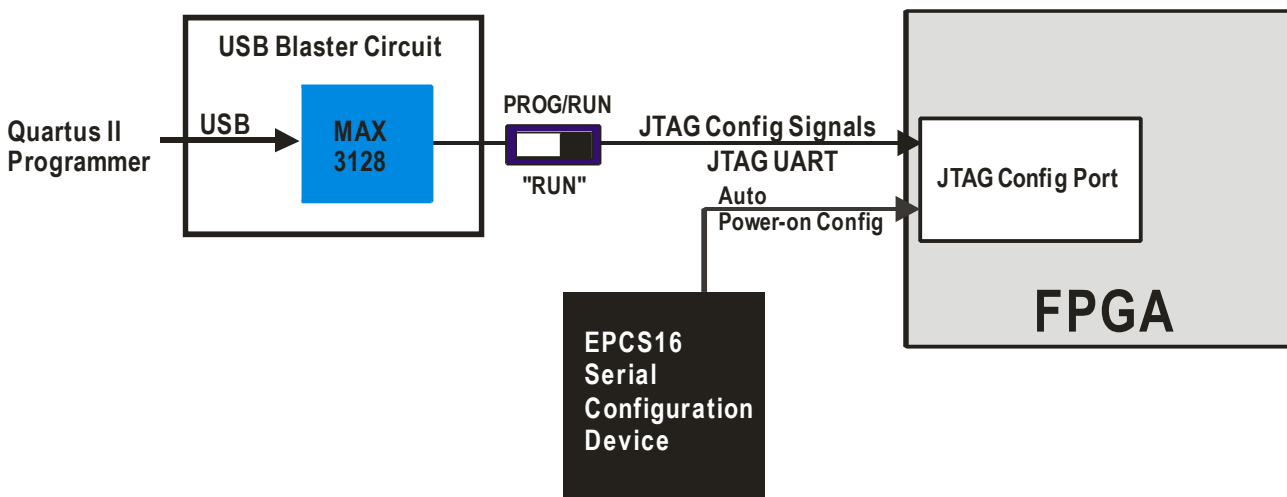 USB Blaster Circuit
Quartus II
Programmer
USB
MAX
3128
PROG/RUN
"RUN"
JTAG Config Signals
JTAG UART
Auto
Power-on Config
JTAG Config Port
FPGA
EPCS16
Serial
Configuration
Device